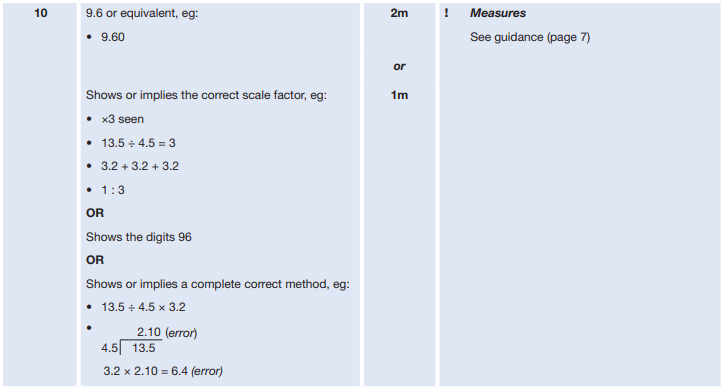 10 9.6 or equivalent, eg: 2m ! Measures
• 9.60 See guidance (page 7)
or
Shows or implies the correct scale factor, eg: 1m
• ×3 seen
• 13.5 ÷ 4.5 = 3
• 3.2 + 3.2 + 3.2
• 1 : 3
OR
Shows the digits 96
OR
Shows or implies a complete correct method, eg:
• 13.5 ÷ 4.5 × 3.2
• 2.10 (error)
4.5 13.5
3.2 × 2.10 = 6.4 (error)